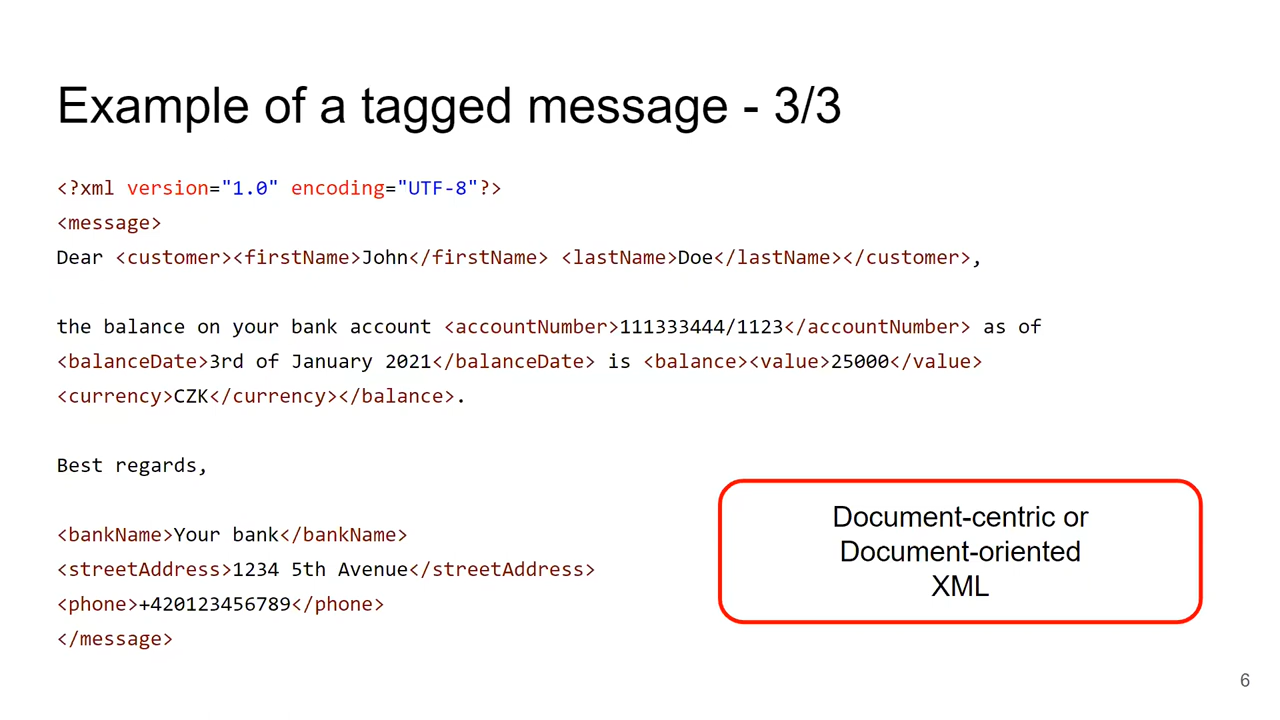 Example of a tagged message - 3/3
<?xml version="1.0" encoding="UTF-8"?>
<message>
Dear <customer><firstName>John</firstName> <lastName>Doe</lastName></customer>,
the balance on your bank account <accountNumber>111333444/1123</accountNumber> as of
<balanceDate>3rd of January 2021</balanceDate> is <balance><value>25000</value>
<currency>CZK</currency></balance>.
Best regards,
<bankName>Your bank</bankName>
<streetAddress>1234 5th Avenue</streetAddress>
<phone>+420123456789</phone>
</message>
Document-centric or
Document-oriented
XML
6